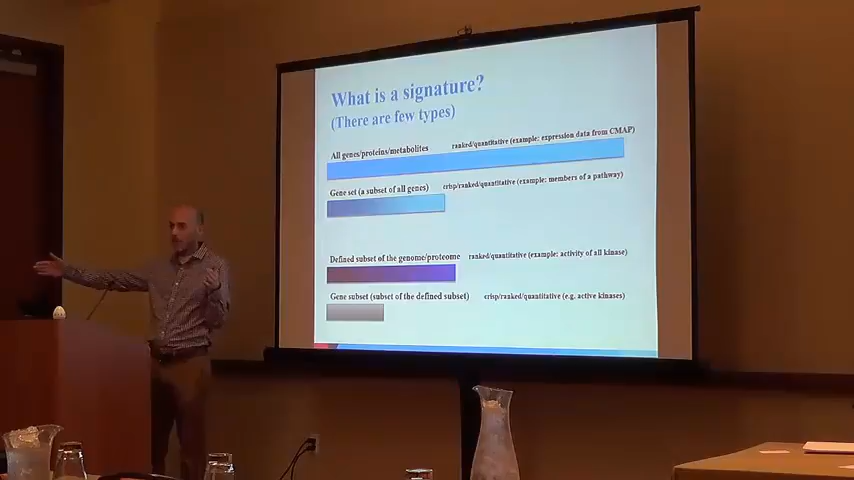 What is a signature?
(There are few types)
All genes/proteins/metabolites ranked/quantitative (example: expression data from CMAP)
Gene set (a subset of all genes) crisp/ranked/quantitative (example: members of a pathway)
Defined subset of the genome/proteome ranked/quantitative (example: activity of all kinase)
Gene subset (subset of the defined subset) crisp/ranked/quantitative (e.g. active kinases)